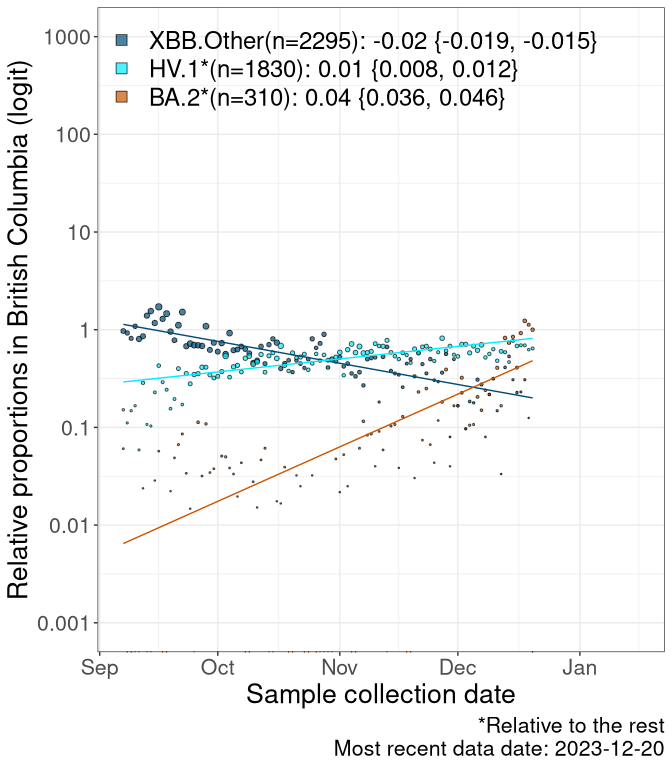 XBB.Other(n=2295): -0.02 {-0.019, -0.015}
HV.1*(n=1830): 0.01 {0.008, 0.012}
BA.2*(n=310): 0.04 {0.036, 0.046}
Relative proportions in British Columbia (logit)
1000
100
10
1
0.1
0.01
0.001
Sep Oct Nov Dec Jan
Sample collection date
*Relative to the rest
Most recent data date: 2023-12-20